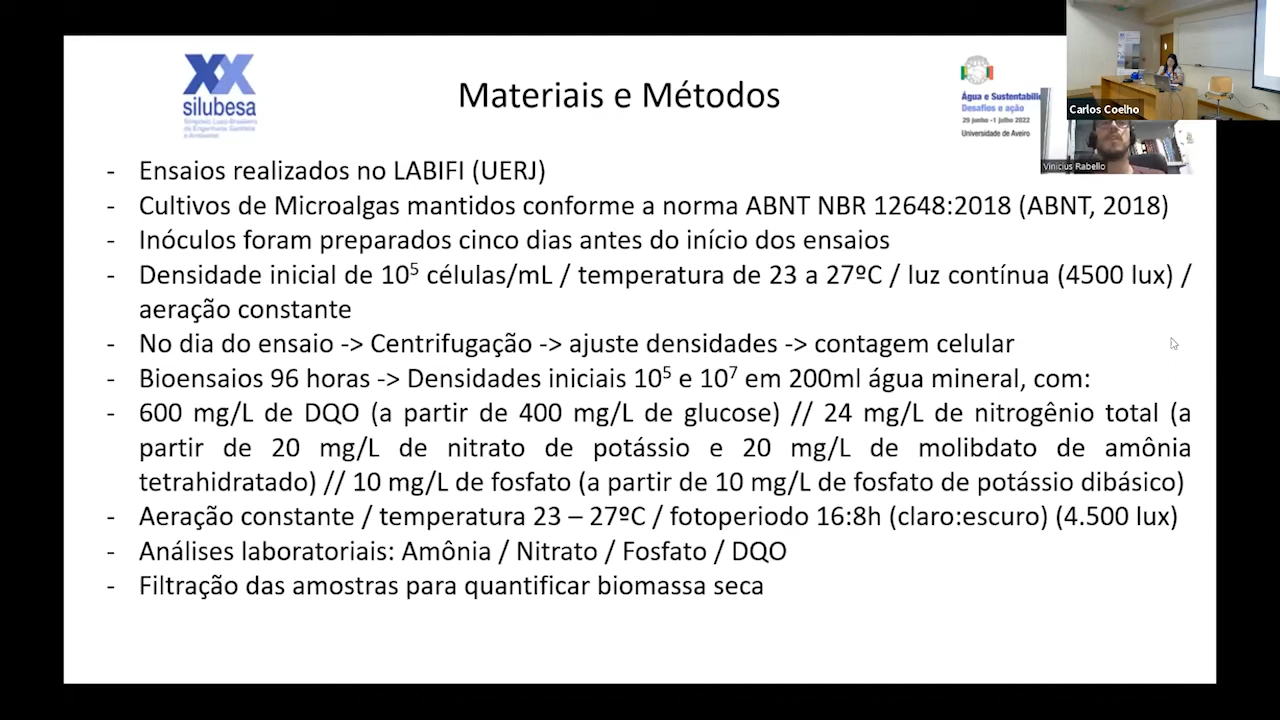 XX
silubesa
Simpósio Luso-Brasileiro
de Engenharia Sanitária
e Ambiental
Materiais e Métodos
Água e Sustentabilid
Desafios e ação
29 junho -1 julho 2022
Universidade de Aveiro
Carlos Coelho
Vinicius Rabello
- Ensaios realizados no LABIFI (UERJ)
- Cultivos de Microalgas mantidos conforme a norma ABNT NBR 12648:2018 (ABNT, 2018)
- Inóculos foram preparados cinco dias antes do início dos ensaios
- Densidade inicial de 10⁵ células/mL / temperatura de 23 a 27ºC / luz contínua (4500 lux) /
aeração constante
- No dia do ensaio -> Centrifugação -> ajuste densidades -> contagem celular
- Bioensaios 96 horas -> Densidades iniciais 10⁵ e 10⁷ em 200ml água mineral, com:
- 600 mg/L de DQO (a partir de 400 mg/L de glucose) // 24 mg/L de nitrogênio total (a
partir de 20 mg/L de nitrato de potássio e 20 mg/L de molibdato de amônia
tetrahidratado) // 10 mg/L de fosfato (a partir de 10 mg/L de fosfato de potássio dibásico)
- Aeração constante / temperatura 23 – 27ºC / fotoperiodo 16:8h (claro:escuro) (4.500 lux)
- Análises laboratoriais: Amônia / Nitrato / Fosfato / DQO
- Filtração das amostras para quantificar biomassa seca